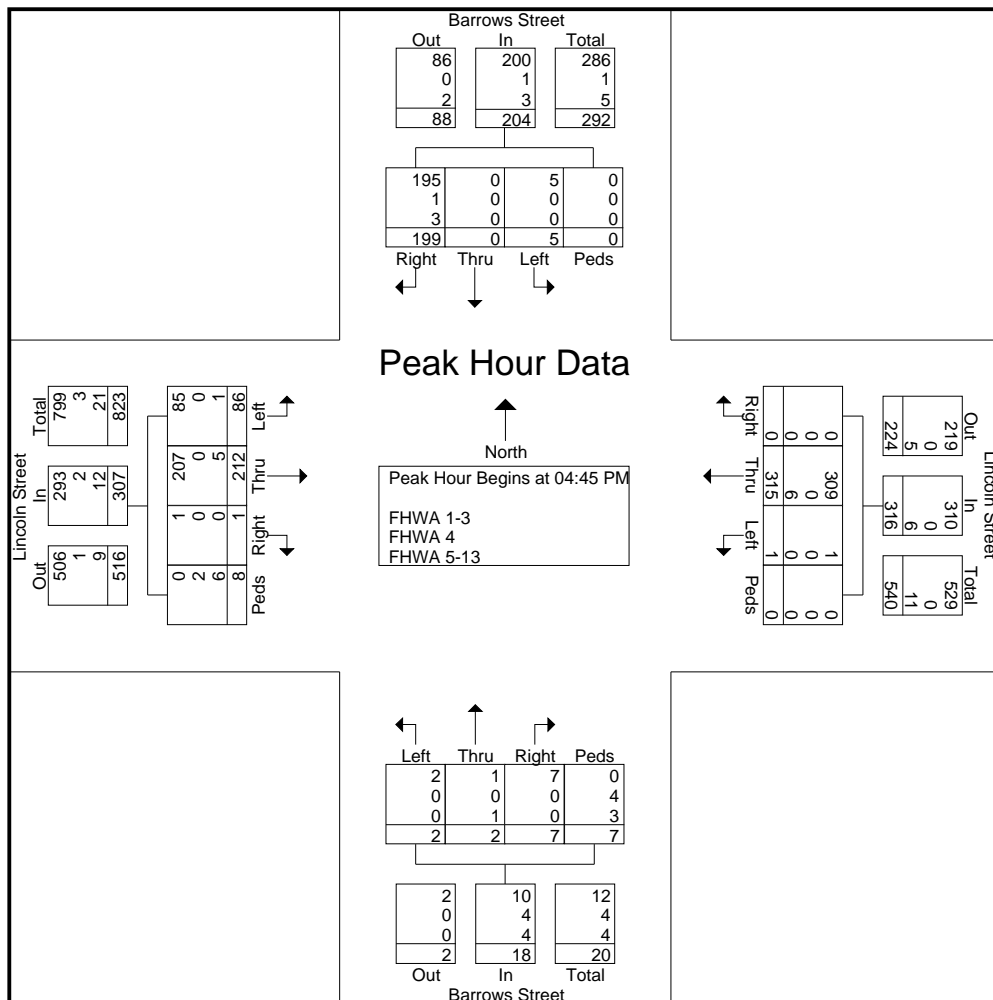 Barrows Street
Out In Total
86 200 286
0 1 1
2 3 5
88 204 292
195 0 5 0
1 0 0 0
3 0 0 0
199 0 5 0
Right Thru Left Peds
Peak Hour Data
North
Peak Hour Begins at 04:45 PM
FHWA 1-3
FHWA 4
FHWA 5-13
Lincoln Street
Out In Total
506 293 799
1 2 3
9 12 21
516 307 823
85 207 1 0
0 0 0 2
1 5 0 6
86 212 1 8
Left Thru Right Peds
Lincoln Street
Out In Total
219 310 529
0 0 0
5 6 11
224 316 540
0 309 1 0
0 0 0 0
0 6 0 0
0 315 1 0
Right Thru Left Peds
Left Thru Right Peds
2 1 7 0
0 0 0 4
0 1 0 3
2 2 7 7
2 10 12
0 4 4
0 4 4
2 18 20
Out In Total
Barrows Street